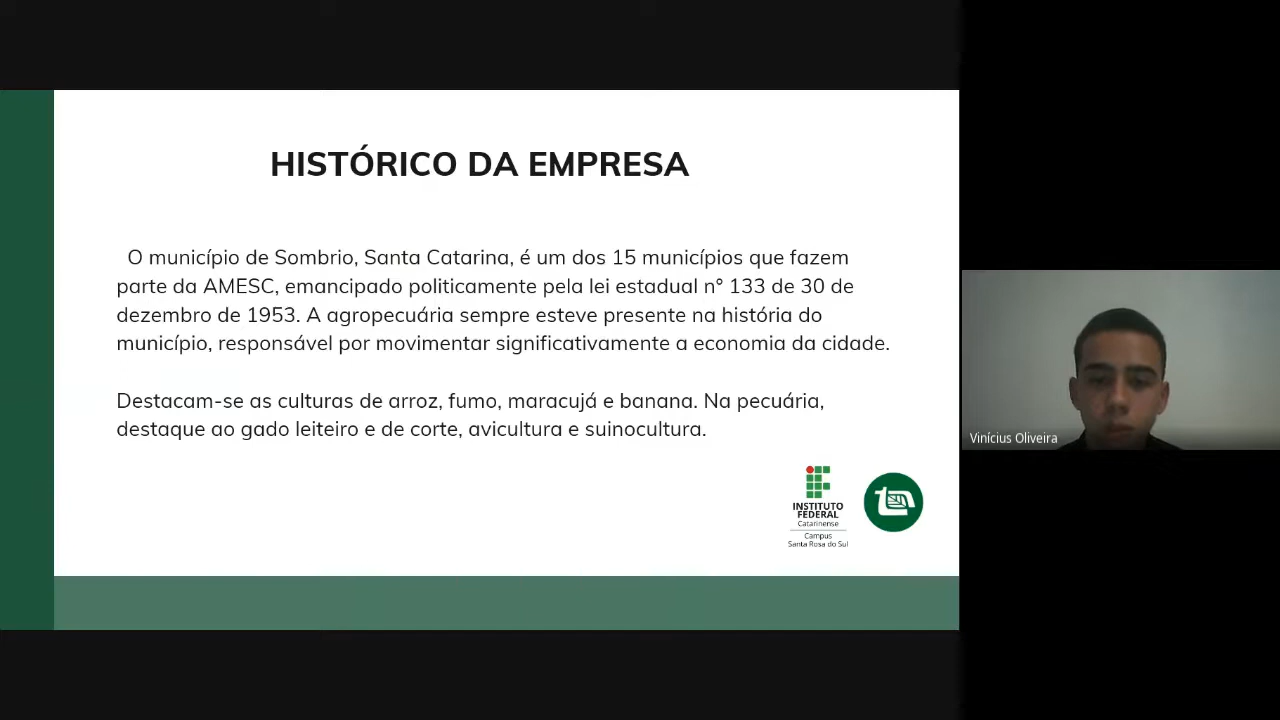 HISTÓRICO DA EMPRESA
O município de Sombrio, Santa Catarina, é um dos 15 municípios que fazem
parte da AMESC, emancipado politicamente pela lei estadual n° 133 de 30 de
dezembro de 1953. A agropecuária sempre esteve presente na história do
município, responsável por movimentar significativamente a economia da cidade.
Destacam-se as culturas de arroz, fumo, maracujá e banana. Na pecuária,
destaque ao gado leiteiro e de corte, avicultura e suinocultura.
INSTITUTO
FEDERAL
Catarinense
Campus
Santa Rosa do Sul
Vinícius Oliveira